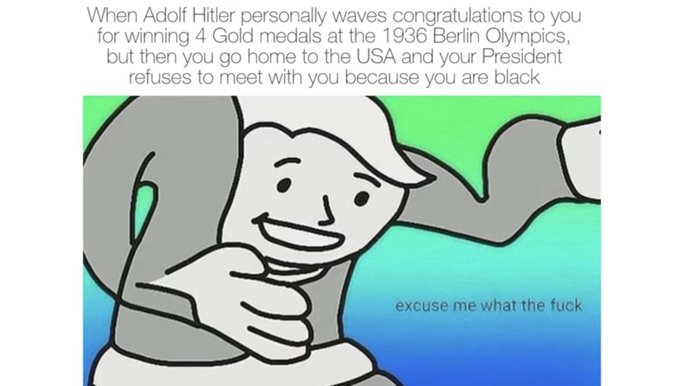 When Adolf Hitler personally waves congratulations to you
for winning 4 Gold medals at the 1936 Berlin Olympics,
but then you go home to the USA and your President
refuses to meet with you because you are black
excuse me what the fuck